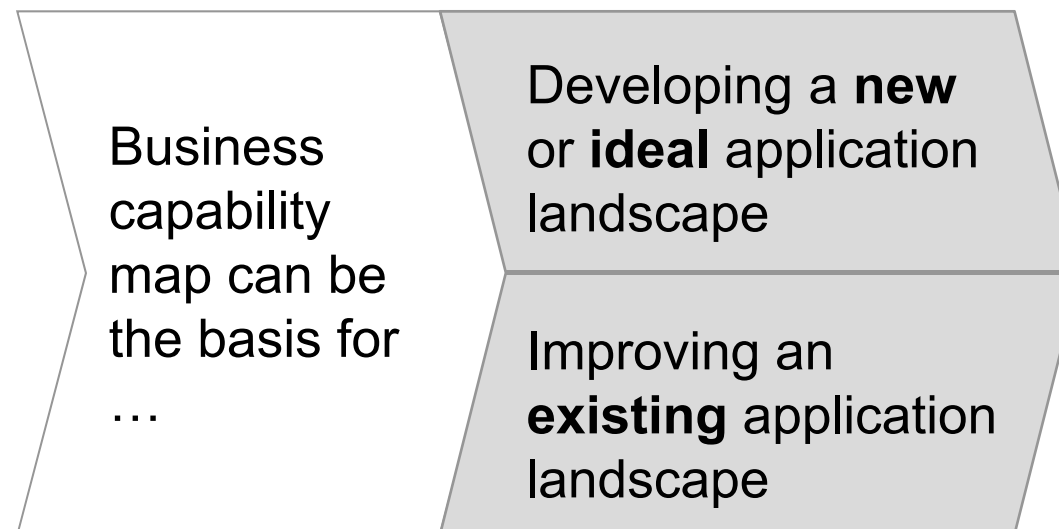 Business
capability
map can be
the basis for
…
Developing a new
or ideal application
landscape
Improving an
existing application
landscape